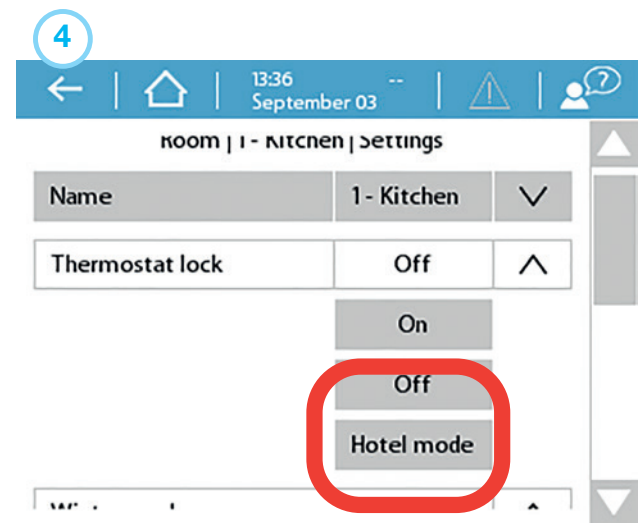 4
13:36 --
September 03
?
Room | 1 - Kitchen | Settings
Name 1 - Kitchen
Thermostat lock Off
On
Off
Hotel mode